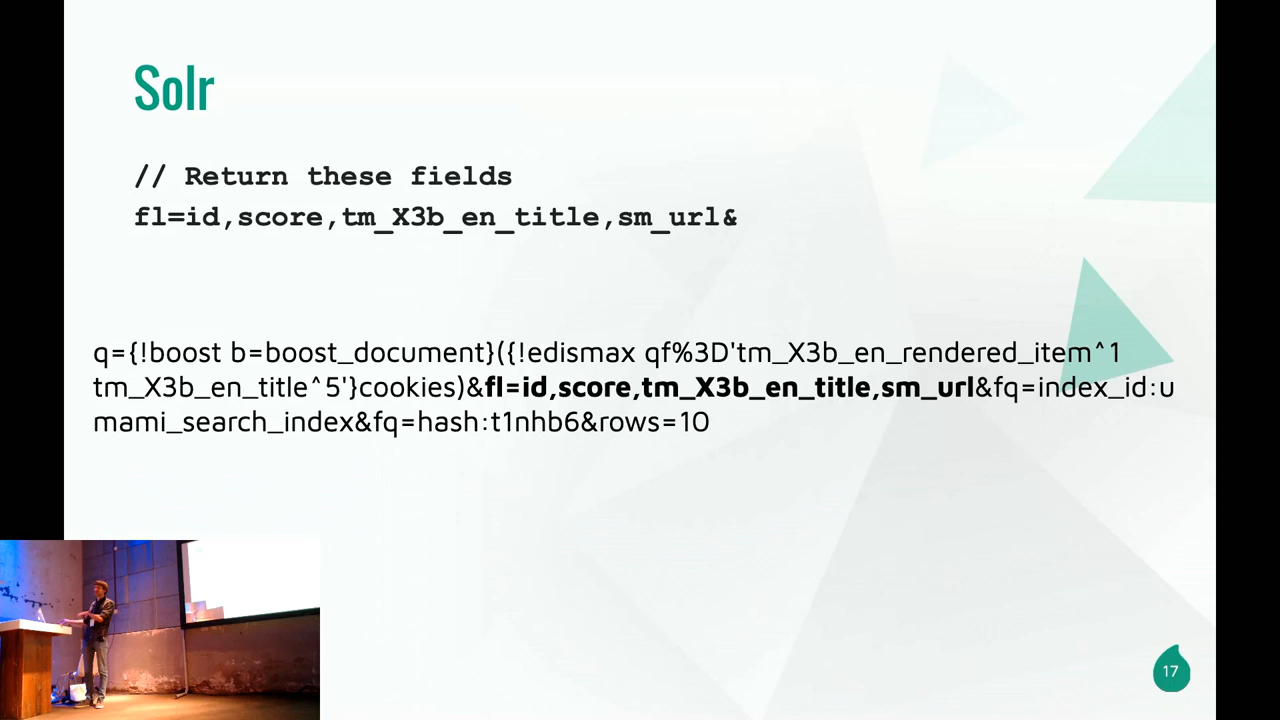 Solr
// Return these fields
fl=id,score,tm_X3b_en_title,sm_url&
q={!boost b=boost_document}({!edismax qf%3D'tm_X3b_en_rendered_item^1
tm_X3b_en_title^5'}cookies)&fl=id,score,tm_X3b_en_title,sm_url&fq=index_id:u
mami_search_index&fq=hash:t1nhb6&rows=10
17